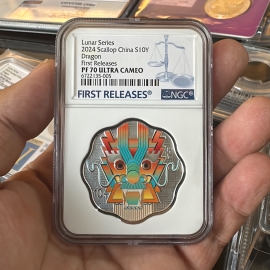 Lunar Series
2024 Scallop China S10Y
Dragon
First Releases
PF 70 ULTRA CAMEO
6722135-005
FIRST RELEASES
NGC